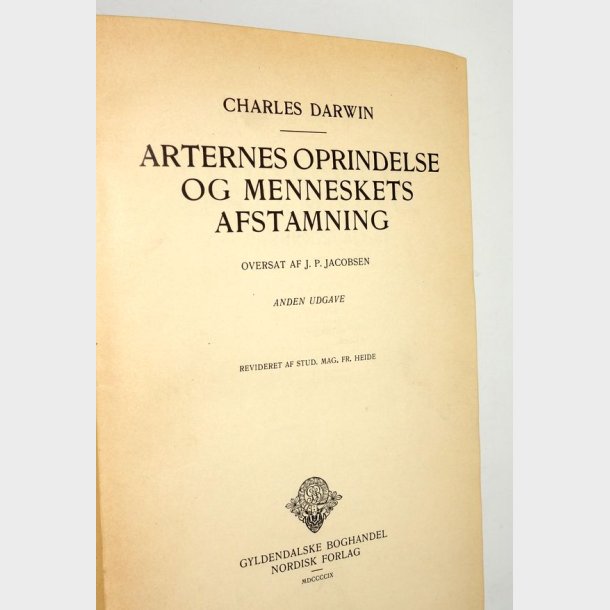 CHARLES DARWIN
ARTERNES OPRINDELSE
OG MENNESKETS
AFSTAMNING
OVERSAT AF J. P. JACOBSEN
ANDEN UDGAVE
REVIDERET AF STUD. MAG. FR. HEIDE
GYLDENDALSKE BOGHANDEL
NORDISK FORLAG
MDCCCCIX